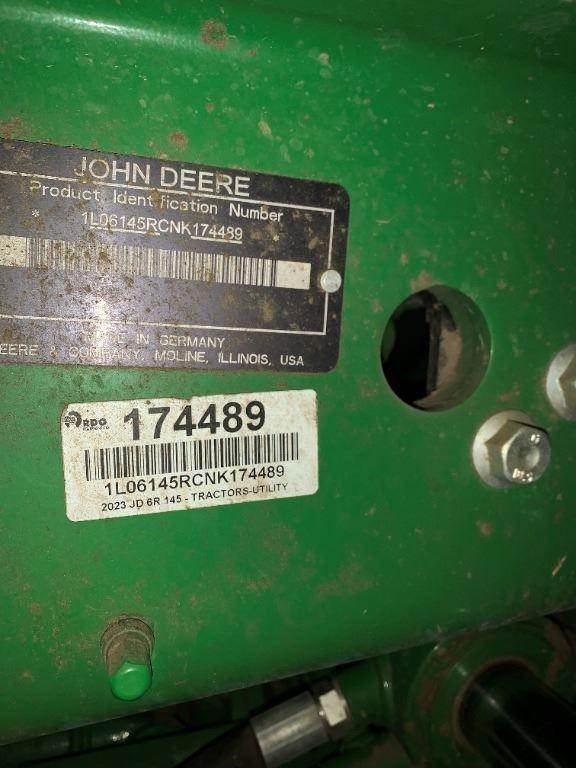 JOHN DEERE
Product Identification Number
* 1L06145RCNK174489
IN GERMANY
DEERE & COMPANY, MOLINE, ILLINOIS, USA
RDO 174489
1L06145RCNK174489
2023 JD 6R 145 - TRACTORS-UTILITY